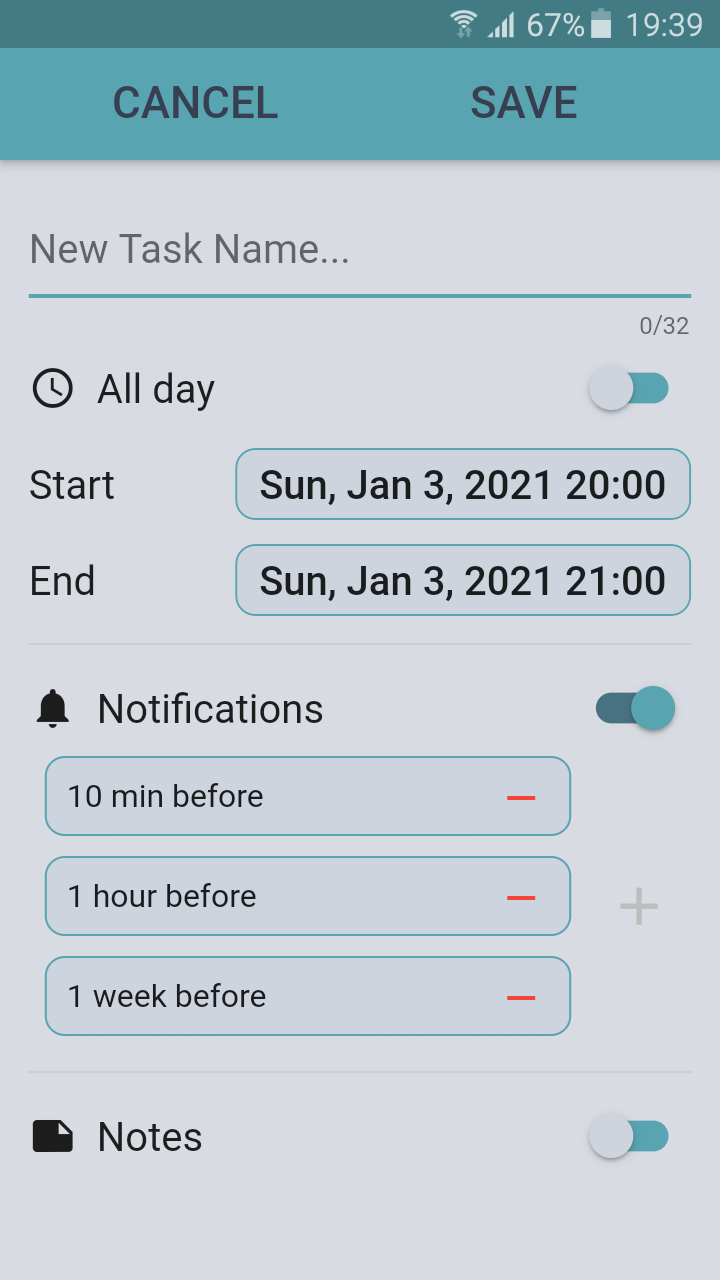 67% 19:39
CANCEL SAVE
New Task Name...
0/32
All day
Start Sun, Jan 3, 2021 20:00
End Sun, Jan 3, 2021 21:00
Notifications
10 min before
1 hour before
1 week before
Notes